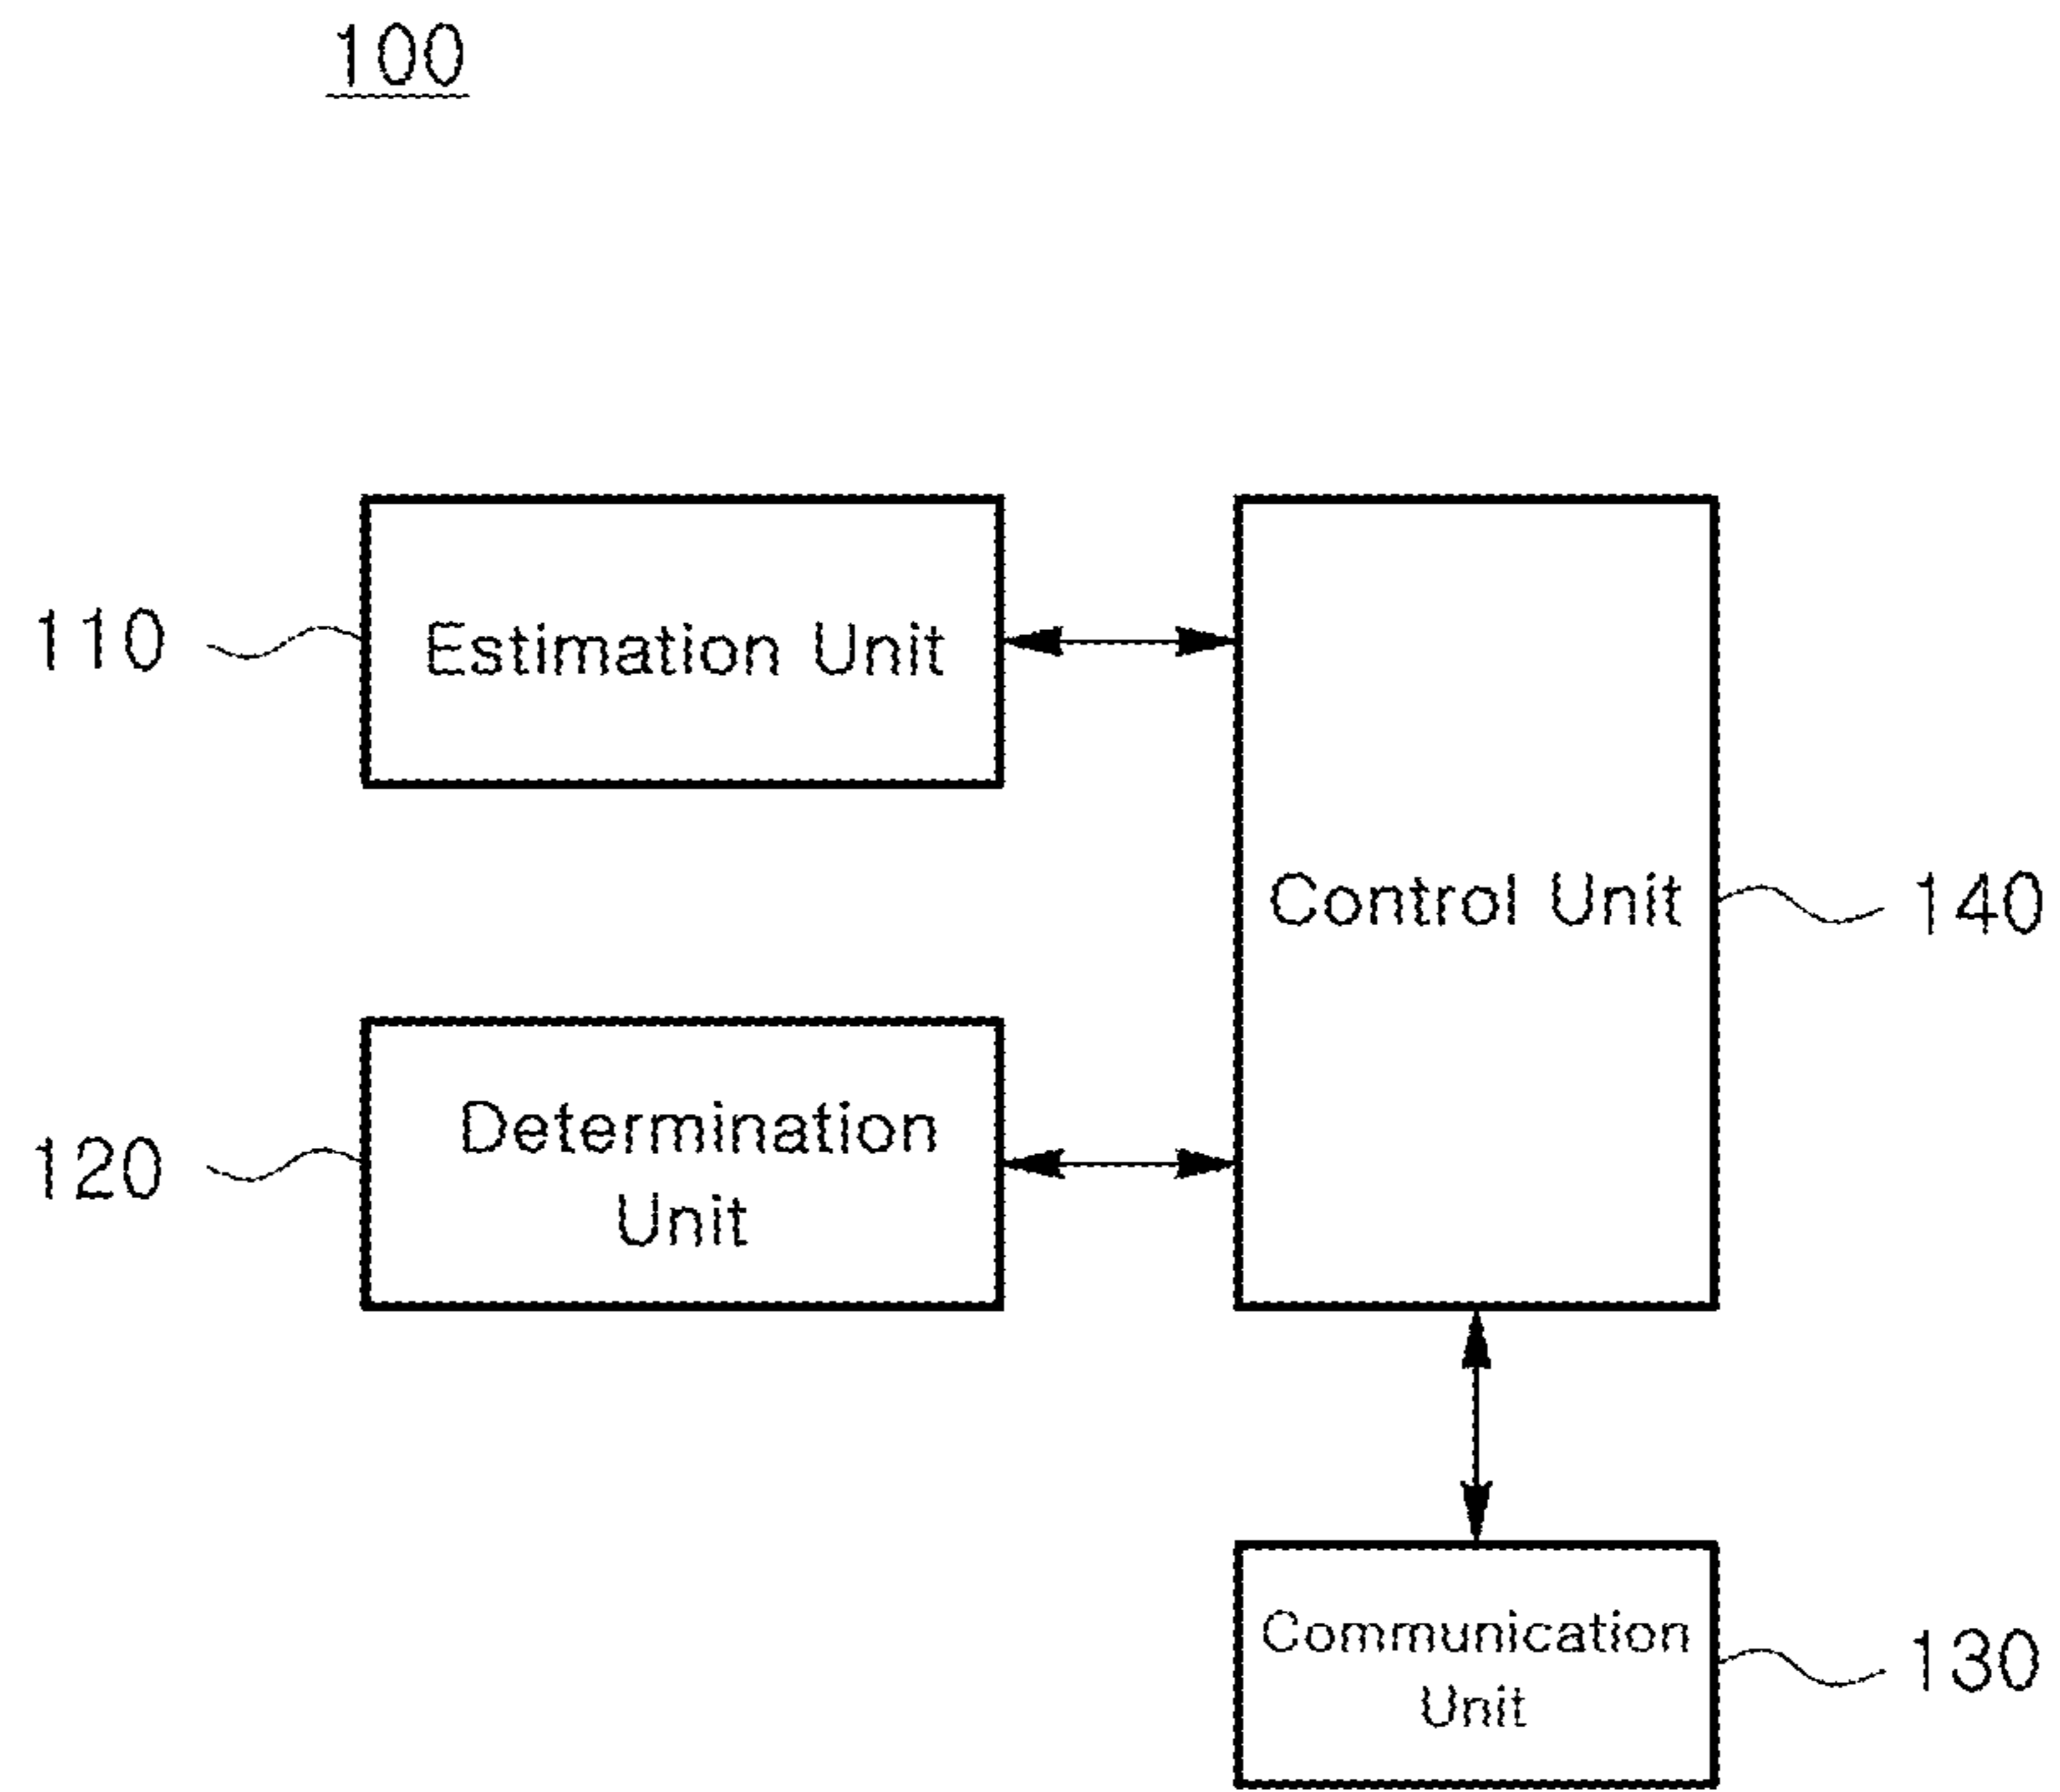 100
110
Estimation Unit
Control Unit
140
120
Determination
Unit
Communication
Unit
130